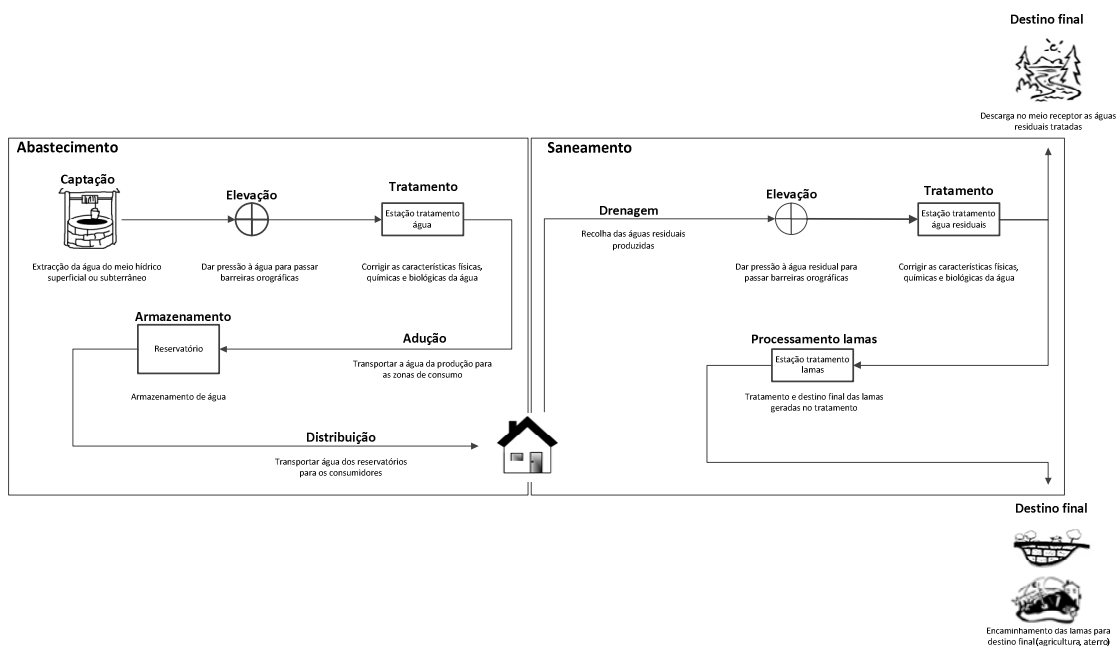 Destino final
Descarga no meio receptor as águas
residuais tratadas
Abastecimento
Captação
Extracção da água do meio hídrico
superficial ou subterrâneo
Elevação
Dar pressão à água para passar
barreiras orográficas
Tratamento
Estação tratamento
água
Corrigir as características físicas,
químicas e biológicas da água
Armazenamento
Reservatório
Armazenamento de água
Adução
Transportar a água da produção para
as zonas de consumo
Distribuição
Transportar água dos reservatórios
para os consumidores
Saneamento
Drenagem
Recolha das águas residuais
produzidas
Elevação
Dar pressão à água residual para
passar barreiras orográficas
Tratamento
Estação tratamento
água residuais
Corrigir as características físicas,
químicas e biológicas da água
Processamento lamas
Estação tratamento
lamas
Tratamento e destino final das lamas
geradas no tratamento
Destino final
Encaminhamento das lamas para
destino final(agricultura, aterro)